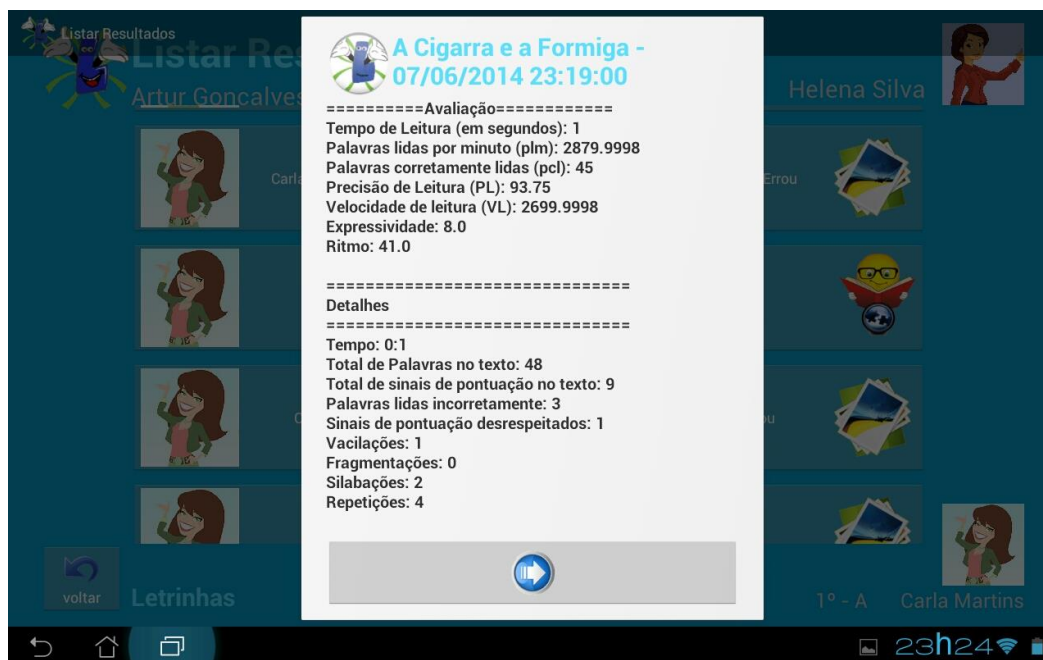 Listar Resultados
Listar Res
Artur Goncalves
Helena Silva
A Cigarra e a Formiga -
07/06/2014 23:19:00
==========Avaliação============
Tempo de Leitura (em segundos): 1
Palavras lidas por minuto (plm): 2879.9998
Palavras corretamente lidas (pcl): 45
Precisão de Leitura (PL): 93.75
Velocidade de leitura (VL): 2699.9998
Expressividade: 8.0
Ritmo: 41.0
===============================
Detalhes
===============================
Tempo: 0:1
Total de Palavras no texto: 48
Total de sinais de pontuação no texto: 9
Palavras lidas incorretamente: 3
Sinais de pontuação desrespeitados: 1
Vacilações: 1
Fragmentações: 0
Silabações: 2
Repetições: 4
Carla
Errou
voltar
Letrinhas
1º - A Carla Martins
23h24